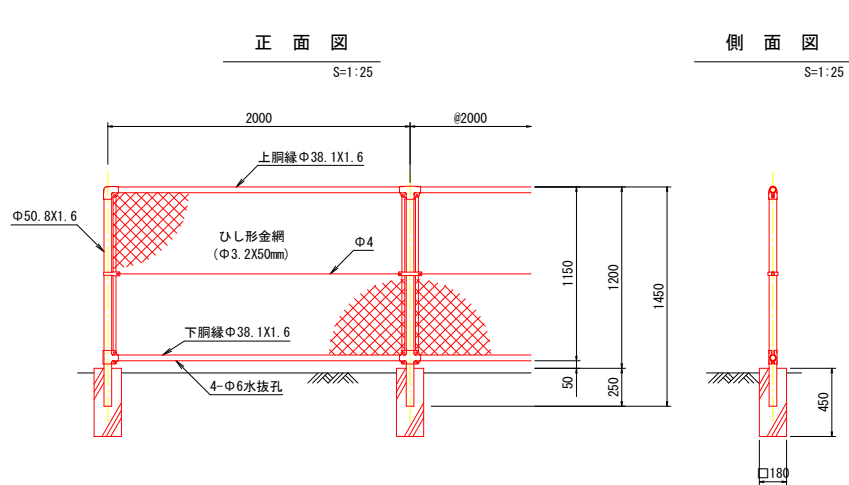 正面図
S=1:25
側面図
S=1:25
2000
@2000
上胴縁Φ38.1X1.6
Φ50.8X1.6
ひし形金網
(Φ3.2X50mm)
Φ4
下胴縁Φ38.1X1.6
4-Φ6水抜孔
1150
1200
1450
50
250
450
□180